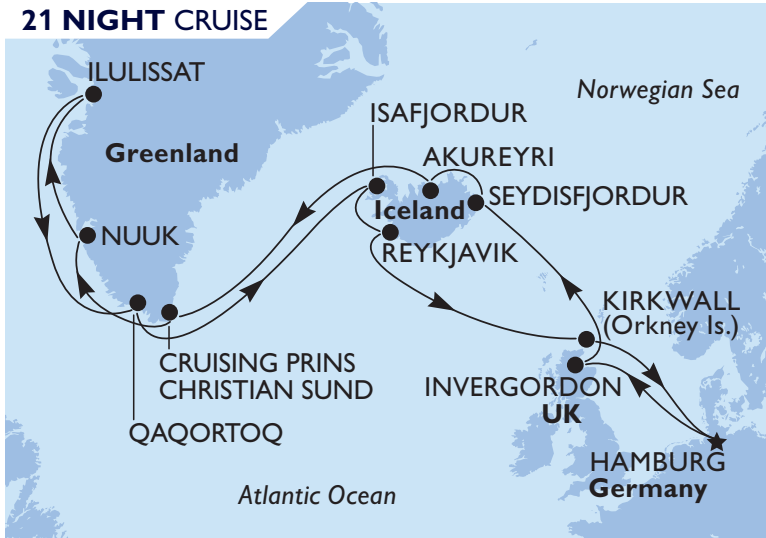 21 NIGHT CRUISE
ILULISSAT
Norwegian Sea
ISAFJORDUR
Greenland
AKUREYRI
SEYDISFJORDUR
Iceland
NUUK
REYKJAVIK
KIRKWALL
(Orkney Is.)
CRUISING PRINS
CHRISTIAN SUND
INVERGORDON
UK
QAQORTOQ
HAMBURG
Germany
Atlantic Ocean